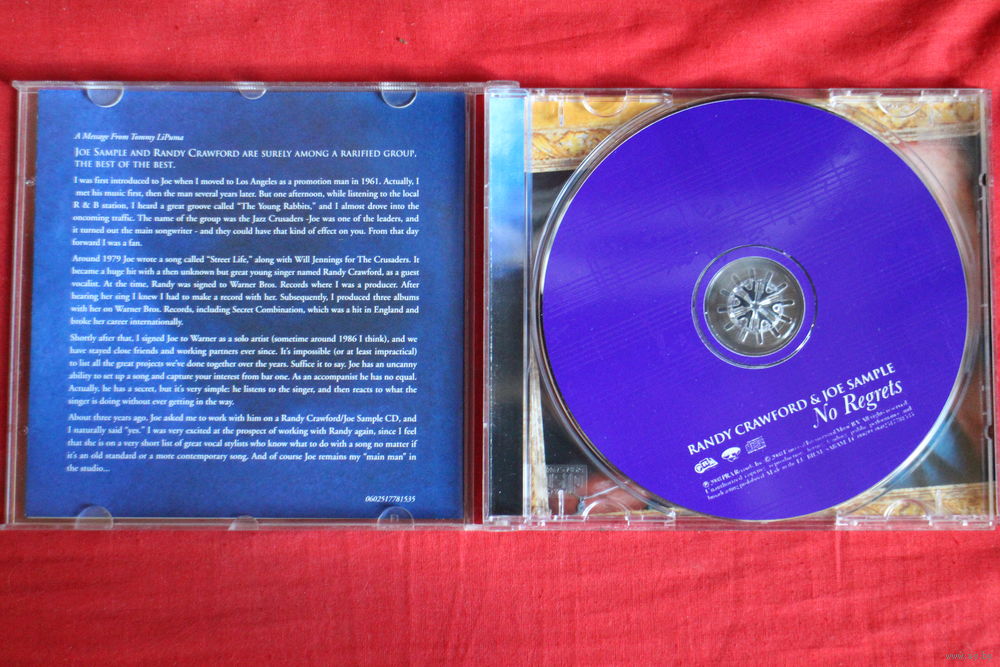 A Message From Tommy LiPuma
JOE SAMPLE AND RANDY CRAWFORD ARE SURELY AMONG A RARIFIED GROUP,
THE BEST OF THE BEST.
I was first introduced to Joe when I moved to Los Angeles as a promotion man in 1961. Actually, I
met his music first, then the man several years later. But one afternoon, while listening to the local
R & B station, I heard a great groove called “The Young Rabbits,” and I almost drove into the
oncoming traffic. The name of the group was the Jazz Crusaders -Joe was one of the leaders, and
it turned out the main songwriter - and they could have that kind of effect on you. From that day
forward I was a fan.
Around 1979 Joe wrote a song called “Street Life,” along with Will Jennings for The Crusaders. It
became a huge hit with a then unknown but great young singer named Randy Crawford, as a guest
vocalist. At the time, Randy was signed to Warner Bros. Records where I was a producer. After
hearing her sing I knew I had to make a record with her. Subsequently, I produced three albums
with her on Warner Bros. Records, including Secret Combination, which was a hit in England and
broke her career internationally.
Shortly after that, I signed Joe to Warner as a solo artist (sometime around 1986 I think), and we
have stayed close friends and working partners ever since. It’s impossible (or at least impractical)
to list all the great projects we’ve done together over the years. Suffice it to say, Joe has an uncanny
ability to set up a song and capture your interest from bar one. As an accompanist he has no equal.
Actually, he has a secret, but it’s very simple: he listens to the singer, and then reacts to what the
singer is doing without ever getting in the way.
About three years ago, Joe asked me to work with him on a Randy Crawford/Joe Sample CD, and
I naturally said “yes.” I was very excited at the prospect of working with Randy again, since I feel
that she is on a very short list of great vocal stylists who know what to do with a song no matter if
it’s an old standard or a more contemporary song. And of course Joe remains my “main man” in
the studio...
0602517781535
RANDY CRAWFORD & JOE SAMPLE
No Regrets
PRA Records, Inc.
All rights reserved
Unauthorized
broadcasting prohibited. Made in the